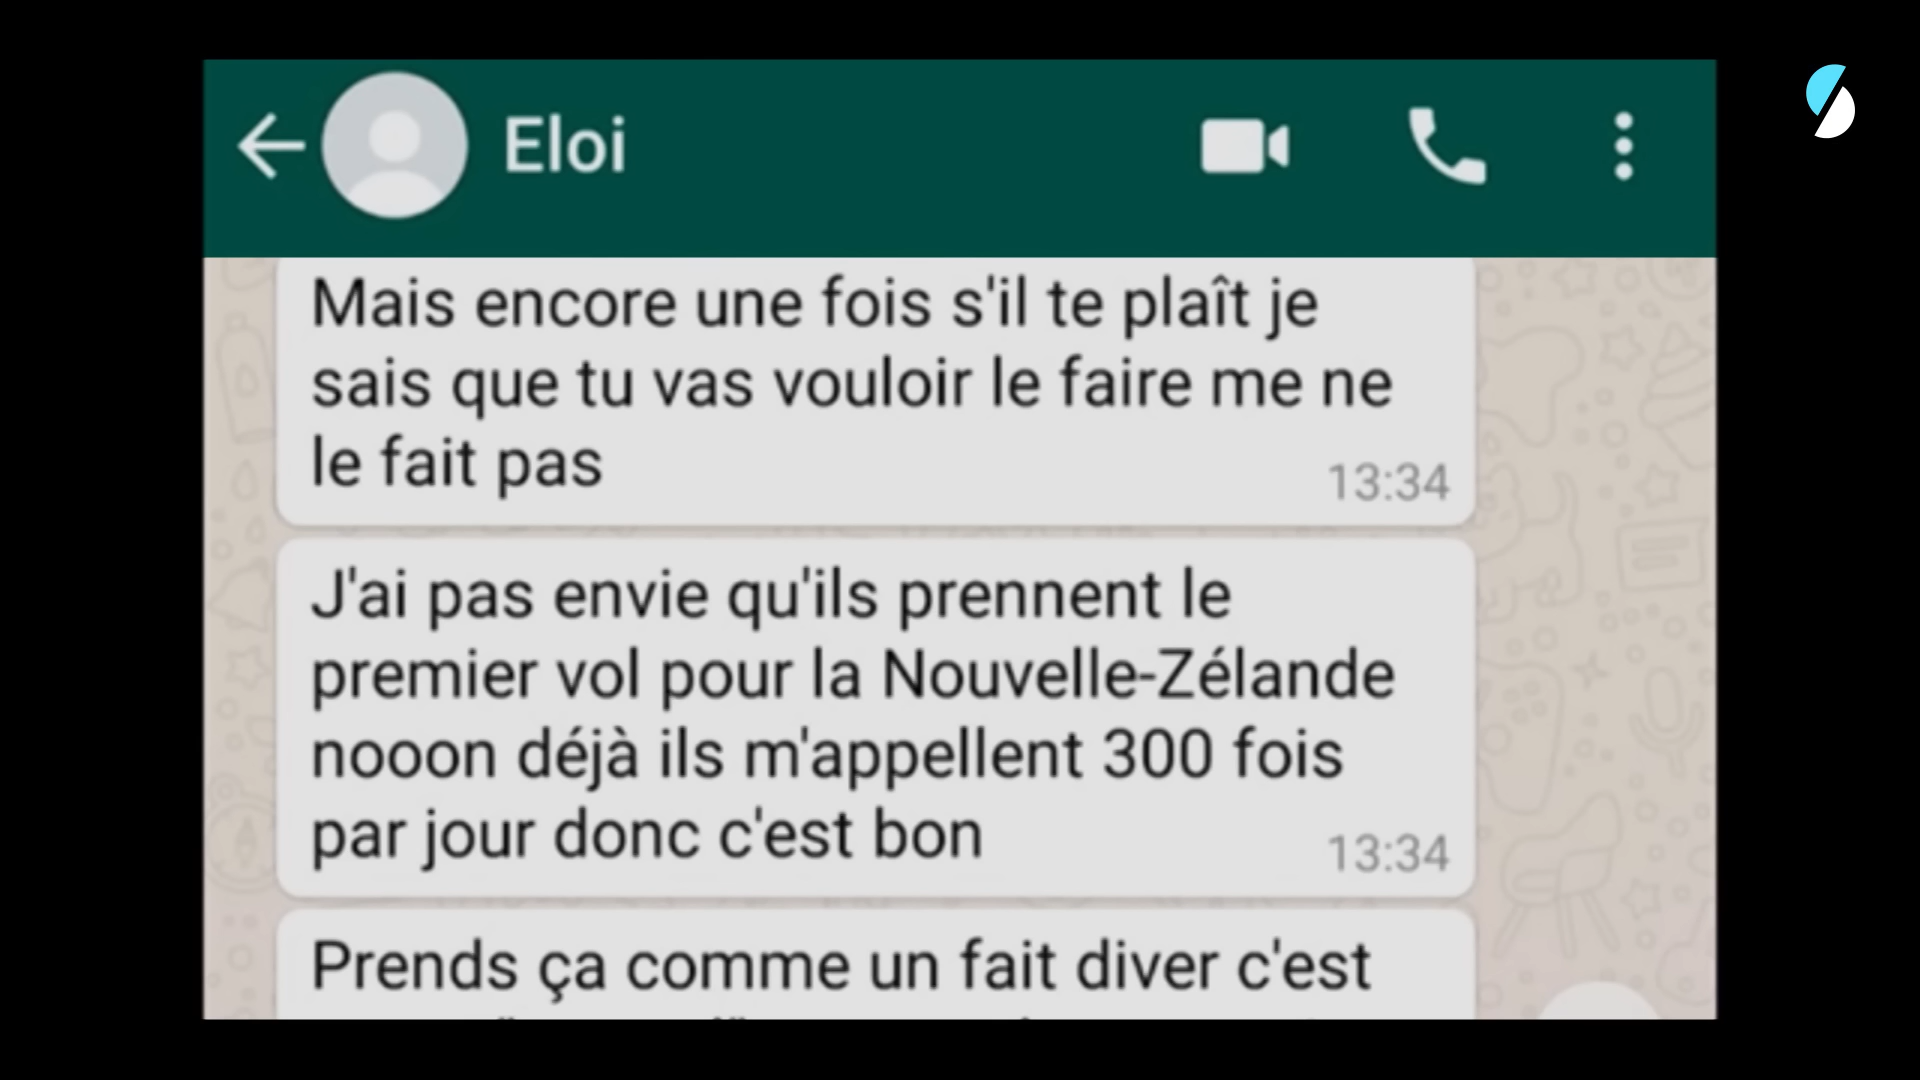 Eloi
Mais encore une fois s'il te plaît je
sais que tu vas vouloir le faire me ne
le fait pas
13:34
J'ai pas envie qu'ils prennent le
premier vol pour la Nouvelle-Zélande
nooon déjà ils m'appellent 300 fois
par jour donc c'est bon
13:34
Prends ça comme un fait diver c'est